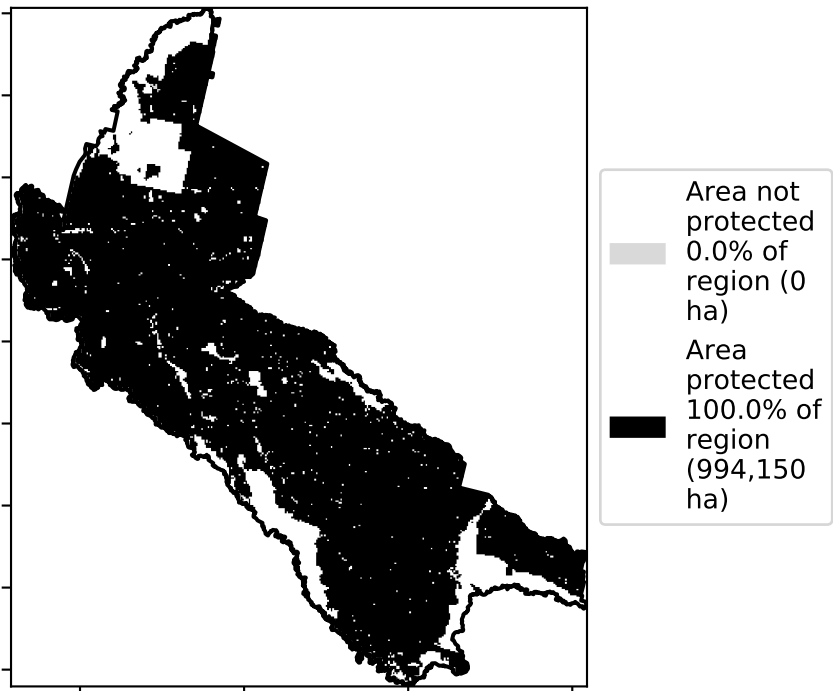 Area not
protected
0.0% of
region (0
ha)
Area
protected
100.0% of
region
(994,150
ha)